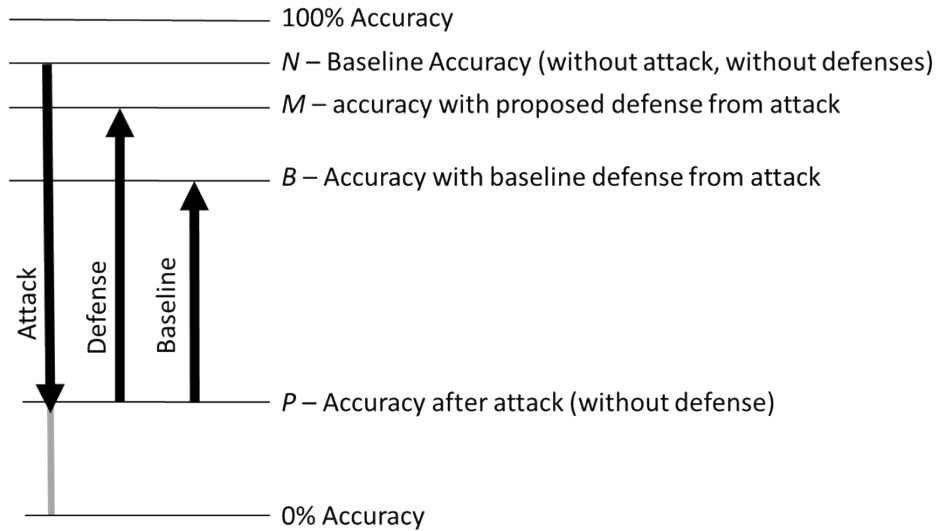 100% Accuracy
N – Baseline Accuracy (without attack, without defenses)
M – accuracy with proposed defense from attack
B – Accuracy with baseline defense from attack
Attack
Defense
Baseline
P – Accuracy after attack (without defense)
0% Accuracy